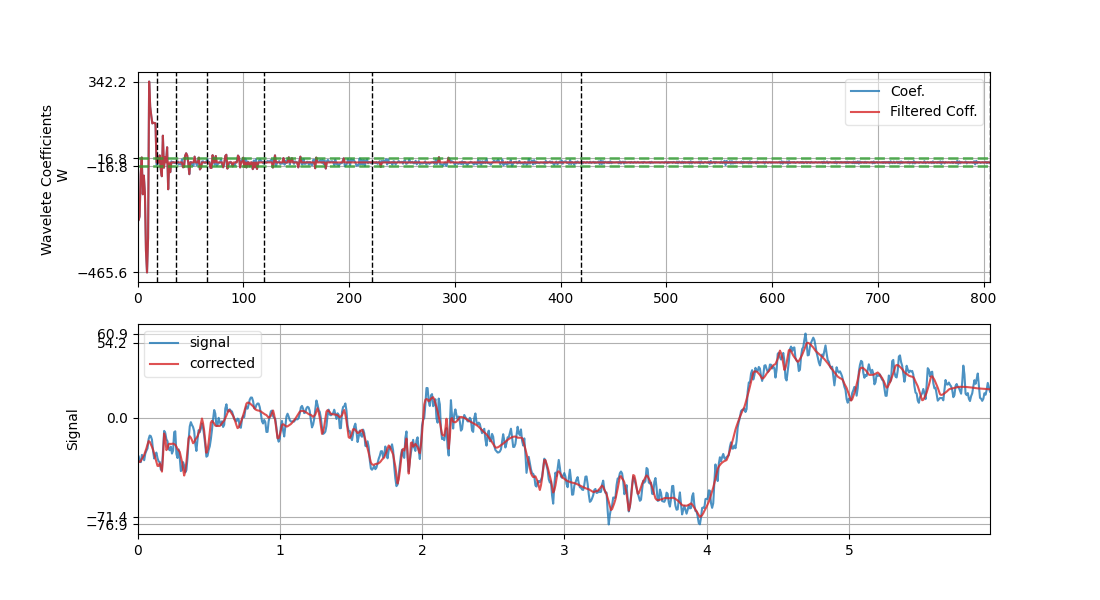 342.2
16.8
−16.8
−465.6
Wavelete Coefficients
W
Coef.
Filtered Coff.
0 100 200 300 400 500 600 700 800
60.9
54.2
0.0
−71.4
−76.9
Signal
signal
corrected
0 1 2 3 4 5